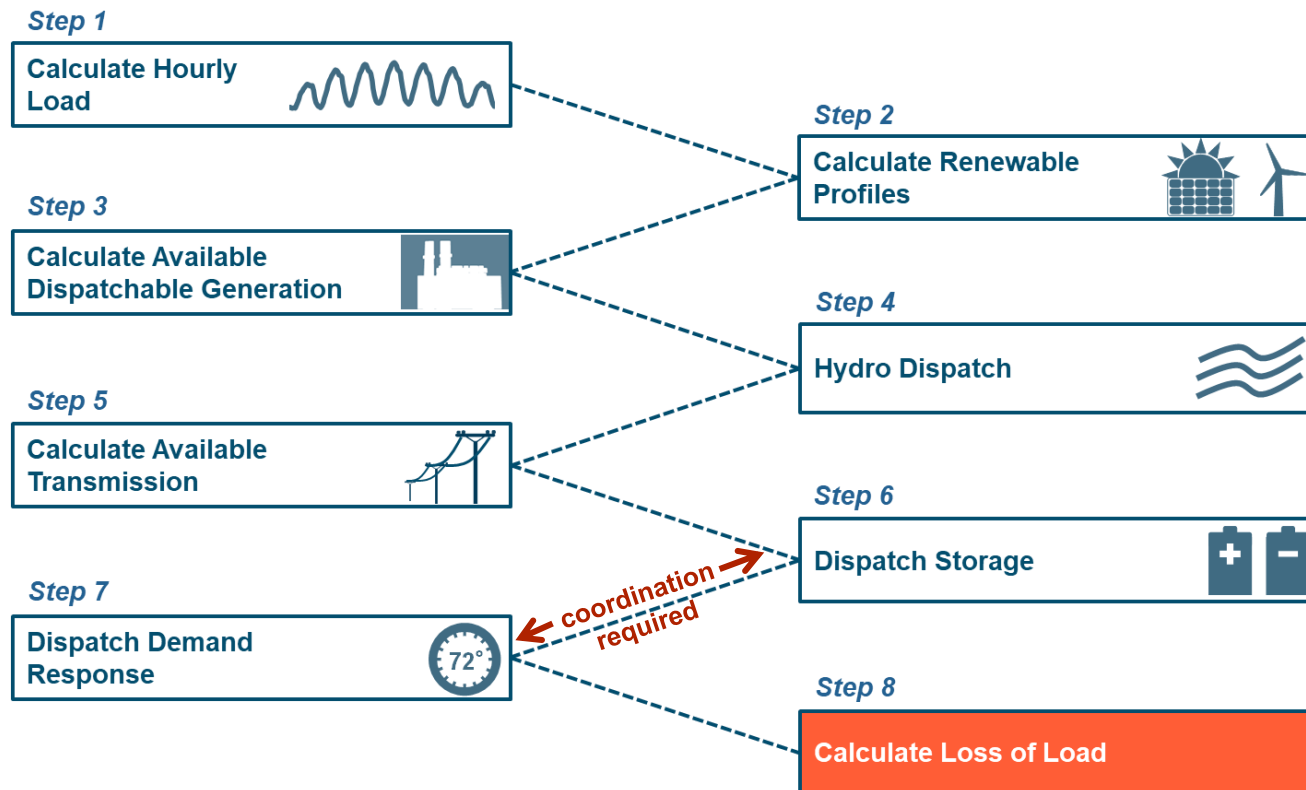 Step 1
Calculate Hourly
Load
Step 2
Calculate Renewable
Profiles
Step 3
Calculate Available
Dispatchable Generation
Step 4
Hydro Dispatch
Step 5
Calculate Available
Transmission
Step 6
Dispatch Storage
+ −
coordination
required
Step 7
Dispatch Demand
Response
72°
Step 8
Calculate Loss of Load